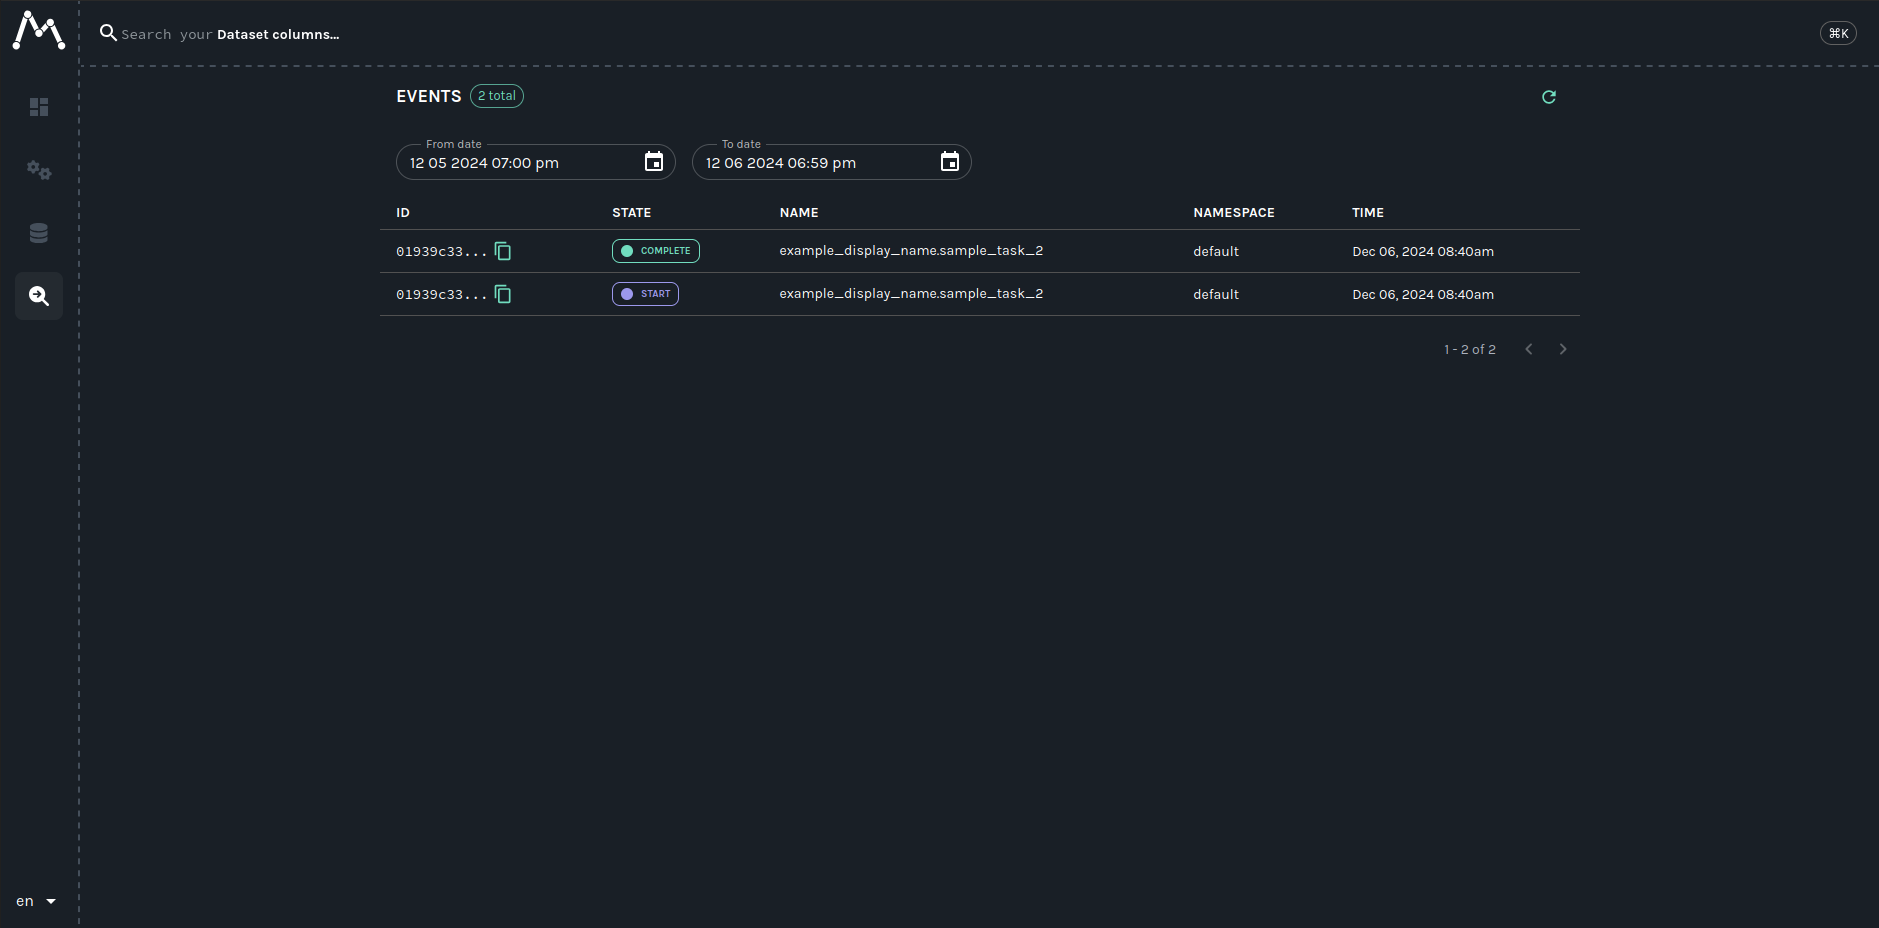 Search your Dataset columns...
⌘K
EVENTS 2 total
From date
12 05 2024 07:00 pm
To date
12 06 2024 06:59 pm
ID STATE NAME NAMESPACE TIME
01939c33... COMPLETE example_display_name.sample_task_2 default Dec 06, 2024 08:40am
01939c33... START example_display_name.sample_task_2 default Dec 06, 2024 08:40am
1 - 2 of 2
en